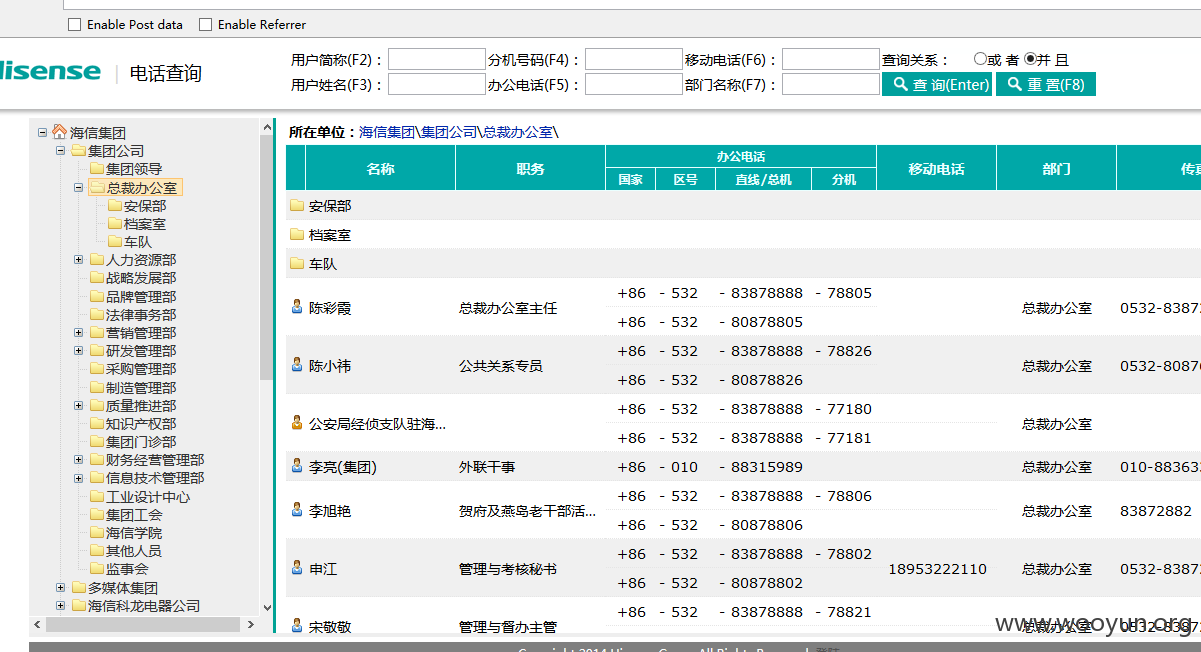 Enable Post data Enable Referrer
Hisense 电话查询
用户简称(F2)： 分机号码(F4)： 移动电话(F6)： 查询关系： 或 者 并 且
用户姓名(F3)： 办公电话(F5)： 部门名称(F7)： 查 询(Enter) 重 置(F8)
海信集团
集团公司
集团领导
总裁办公室
安保部
档案室
车队
人力资源部
战略发展部
品牌管理部
法律事务部
营销管理部
研发管理部
采购管理部
制造管理部
质量推进部
知识产权部
集团门诊部
财务经营管理部
信息技术管理部
工业设计中心
集团工会
海信学院
其他人员
监事会
多媒体集团
海信科龙电器公司
所在单位：海信集团\集团公司\总裁办公室\
名称 职务 办公电话 移动电话 部门 传真
国家 区号 直线/总机 分机
安保部
档案室
车队
+86 - 532 - 83878888 - 78805
陈彩霞 总裁办公室主任 总裁办公室 0532-8387
+86 - 532 - 80878805
+86 - 532 - 83878888 - 78826
陈小祎 公共关系专员 总裁办公室 0532-8087
+86 - 532 - 80878826
+86 - 532 - 83878888 - 77180
公安局经侦支队驻海... 总裁办公室
+86 - 532 - 83878888 - 77181
李亮(集团) 外联干事 +86 - 010 - 88315989 总裁办公室 010-88363
+86 - 532 - 83878888 - 78806
李旭艳 贺府及燕岛老干部活... 总裁办公室 83872882
+86 - 532 - 80878806
+86 - 532 - 83878888 - 78802
申江 管理与考核秘书 18953222110 总裁办公室 0532-8387
+86 - 532 - 80878802
+86 - 532 - 83878888 - 78821
宋敬敬 管理与督办主管 总裁办公室 0532-8387
www.wooyun.org